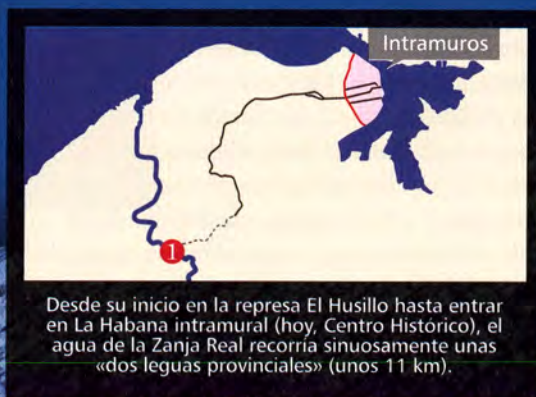 Intramuros
1
Desde su inicio en la represa El Husillo hasta entrar
en La Habana intramural (hoy, Centro Histórico), el
agua de la Zanja Real recorría sinuosamente unas
«dos leguas provinciales» (unos 11 km).